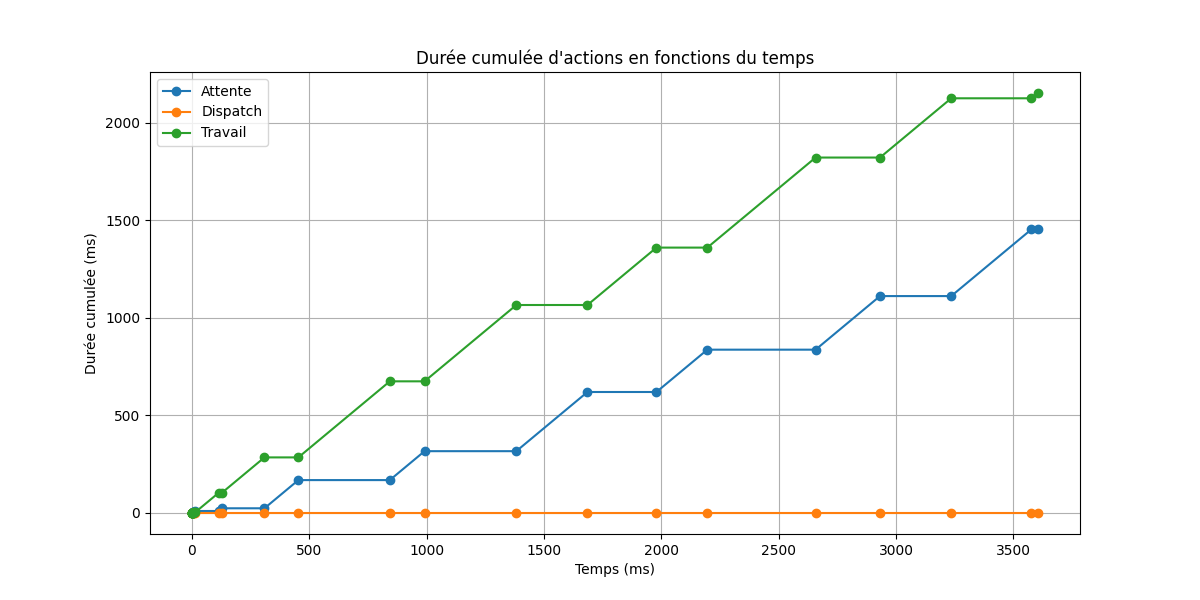 Durée cumulée d'actions en fonctions du temps
Attente
Dispatch
Travail
2000
1500
1000
500
0
Durée cumulée (ms)
0 500 1000 1500 2000 2500 3000 3500
Temps (ms)